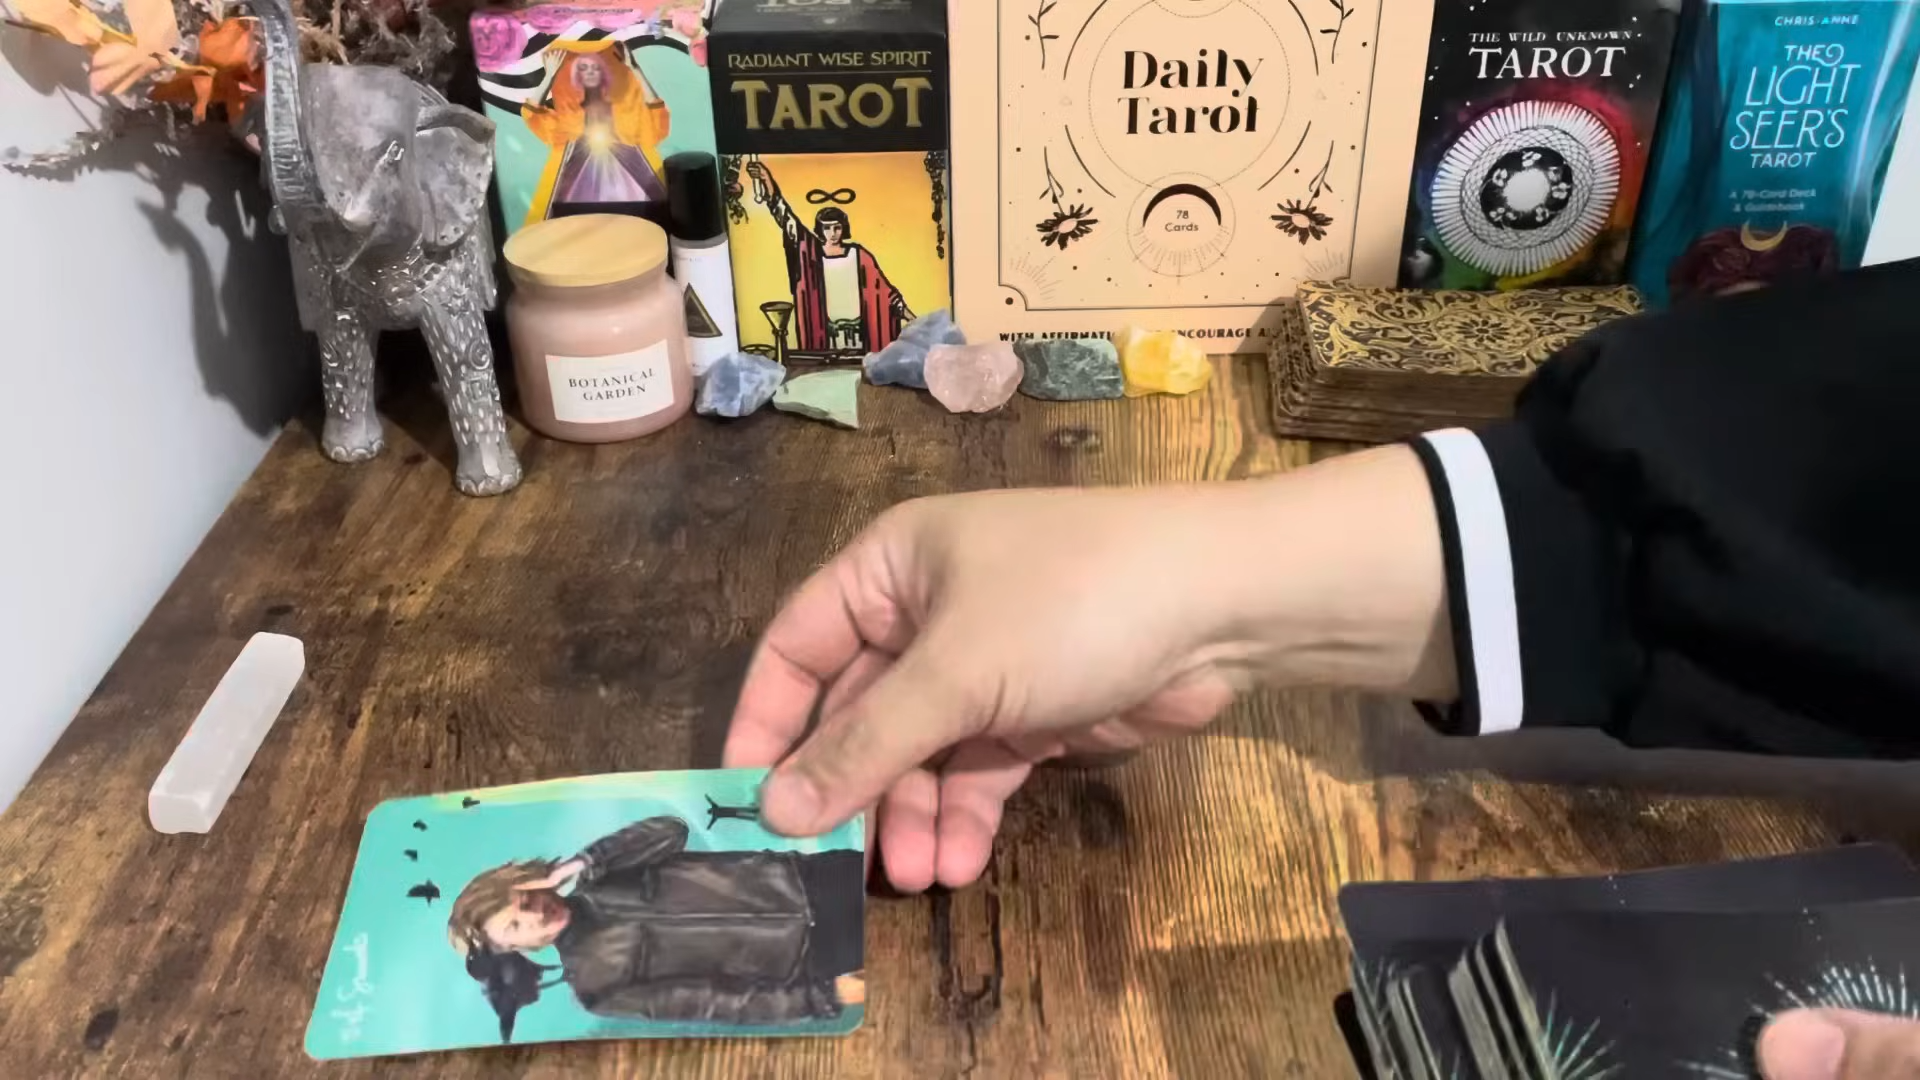 RADIANT WISE SPIRIT
TAROT
Daily
Tarot
78
Cards
THE WILD UNKNOWN
TAROT
CHRIS-ANNE
THE
LIGHT
SEER'S
TAROT
A 78-Card Deck
& Guidebook
BOTANICAL
GARDEN